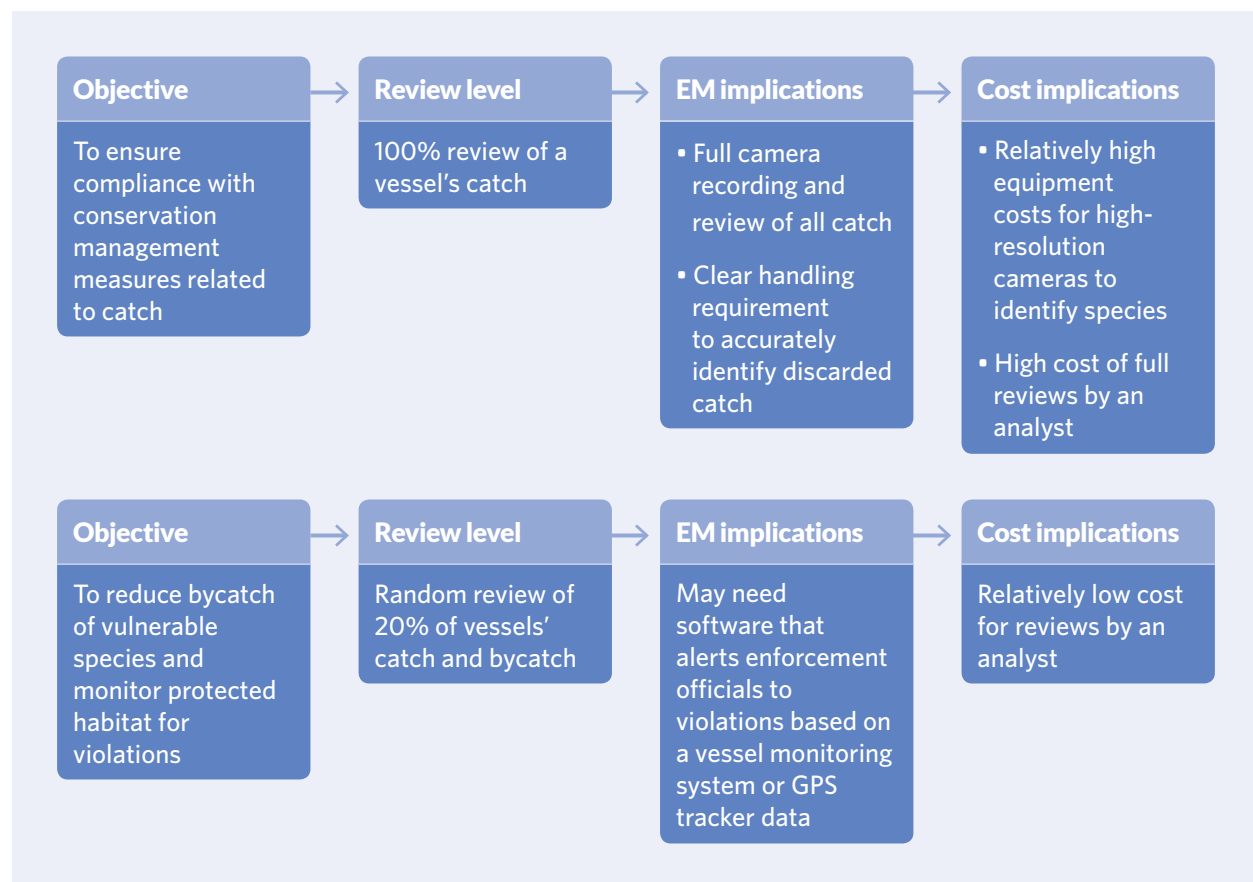 Objective
To ensure
compliance with
conservation
management
measures related
to catch
Review level
100% review of a
vessel’s catch
EM implications
▪ Full camera
recording and
review of all catch
▪ Clear handling
requirement
to accurately
identify discarded
catch
Cost implications
▪ Relatively high
equipment
costs for high-
resolution
cameras to
identify species
▪ High cost of full
reviews by an
analyst
Objective
To reduce bycatch
of vulnerable
species and
monitor protected
habitat for
violations
Review level
Random review of
20% of vessels’
catch and bycatch
EM implications
May need
software that
alerts enforcement
officials to
violations based on
a vessel monitoring
system or GPS
tracker data
Cost implications
Relatively low cost
for reviews by an
analyst